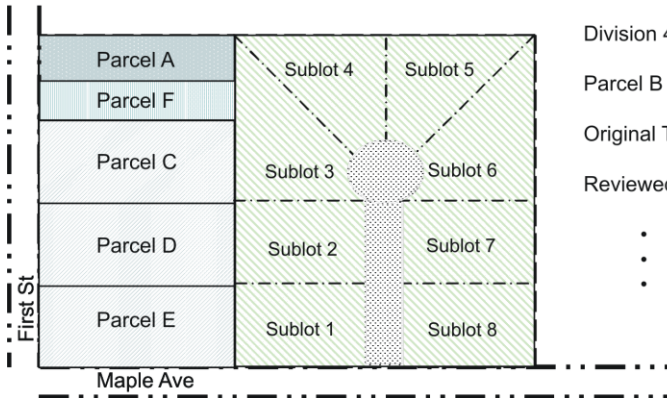 Division 4
Parcel A
Sublot 4
Sublot 5
Parcel B
Parcel F
Original
Parcel C
Sublot 3
Sublot 6
Parcel D
Sublot 2
Sublot 7
First St
Parcel E
Sublot 1
Sublot 8
Maple Ave